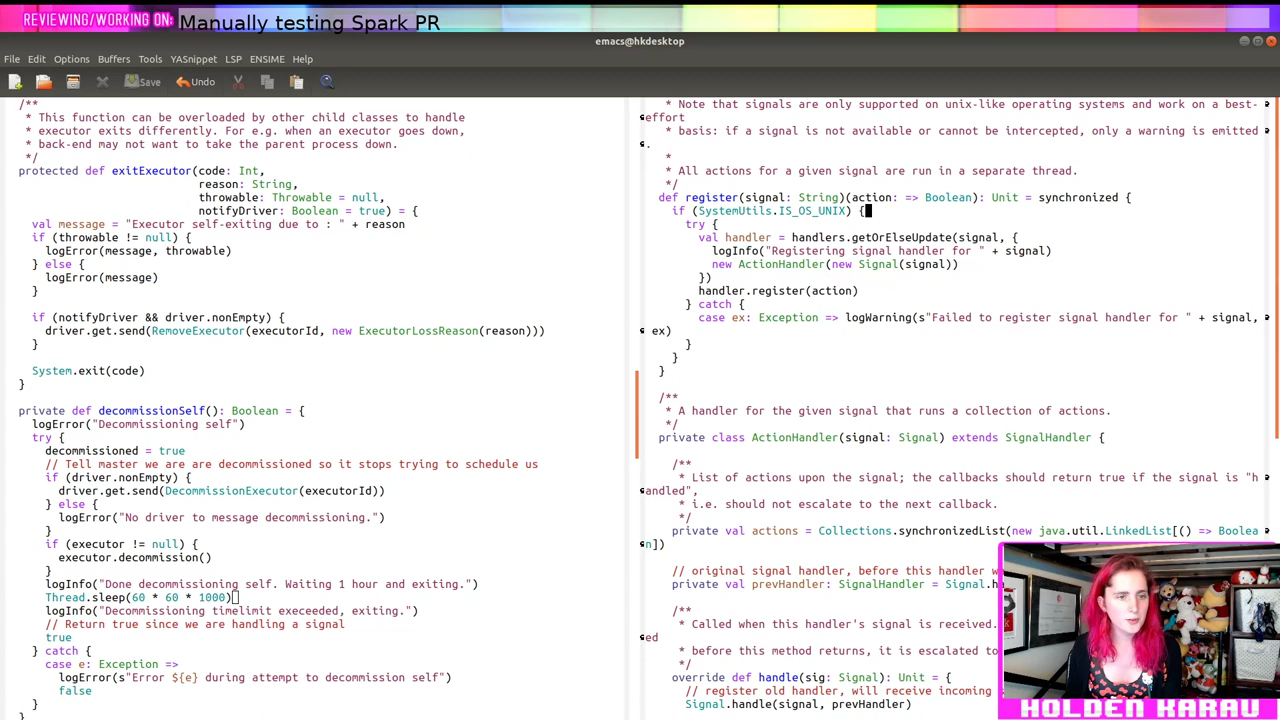 REVIEWING/WORKING ON:
Manually testing Spark PR
emacs@hkdesktop
File Edit Options Buffers Tools YASnippet LSP ENSIME Help
Save Undo
/**
* This function can be overloaded by other child classes to handle
* executor exits differently. For e.g. when an executor goes down,
* back-end may not want to take the parent process down.
*/
protected def exitExecutor(code: Int,
reason: String,
throwable: Throwable = null,
notifyDriver: Boolean = true) = {
val message = "Executor self-exiting due to : " + reason
if (throwable != null) {
logError(message, throwable)
} else {
logError(message)
}
if (notifyDriver && driver.nonEmpty) {
driver.get.send(RemoveExecutor(executorId, new ExecutorLossReason(reason)))
}
System.exit(code)
}
private def decommissionSelf(): Boolean = {
logError("Decommissioning self")
try {
decommissioned = true
// Tell master we are are decommissioned so it stops trying to schedule us
if (driver.nonEmpty) {
driver.get.send(DecommissionExecutor(executorId))
} else {
logError("No driver to message decommissioning.")
}
if (executor != null) {
executor.decommission()
}
logInfo("Done decommissioning self. Waiting 1 hour and exiting.")
Thread.sleep(60 * 60 * 1000)
logInfo("Decommissioning timelimit execeeded, exiting.")
// Return true since we are handling a signal
true
} catch {
case e: Exception =>
logError(s"Error ${e} during attempt to decommission self")
false
}
* Note that signals are only supported on unix-like operating systems and work on a best-
effort
* basis: if a signal is not available or cannot be intercepted, only a warning is emitted
.
*
* All actions for a given signal are run in a separate thread.
*/
def register(signal: String)(action: => Boolean): Unit = synchronized {
if (SystemUtils.IS_OS_UNIX) {
try {
val handler = handlers.getOrElseUpdate(signal, {
logInfo("Registering signal handler for " + signal)
new ActionHandler(new Signal(signal))
})
handler.register(action)
} catch {
case ex: Exception => logWarning(s"Failed to register signal handler for " + signal,
ex)
}
}
}
/**
* A handler for the given signal that runs a collection of actions.
*/
private class ActionHandler(signal: Signal) extends SignalHandler {
/**
* List of actions upon the signal; the callbacks should return true if the signal is "h
andled",
* i.e. should not escalate to the next callback.
*/
private val actions = Collections.synchronizedList(new java.util.LinkedList[() => Boolea
n])
// original signal handler, before this handler
private val prevHandler: SignalHandler = Signal.
/**
* Called when this handler's signal is received.
ed
* before this method returns, it is escalated to
*/
override def handle(sig: Signal): Unit = {
// register old handler, will receive incoming
Signal.handle(signal, prevHandler)
HOLDEN KARAU